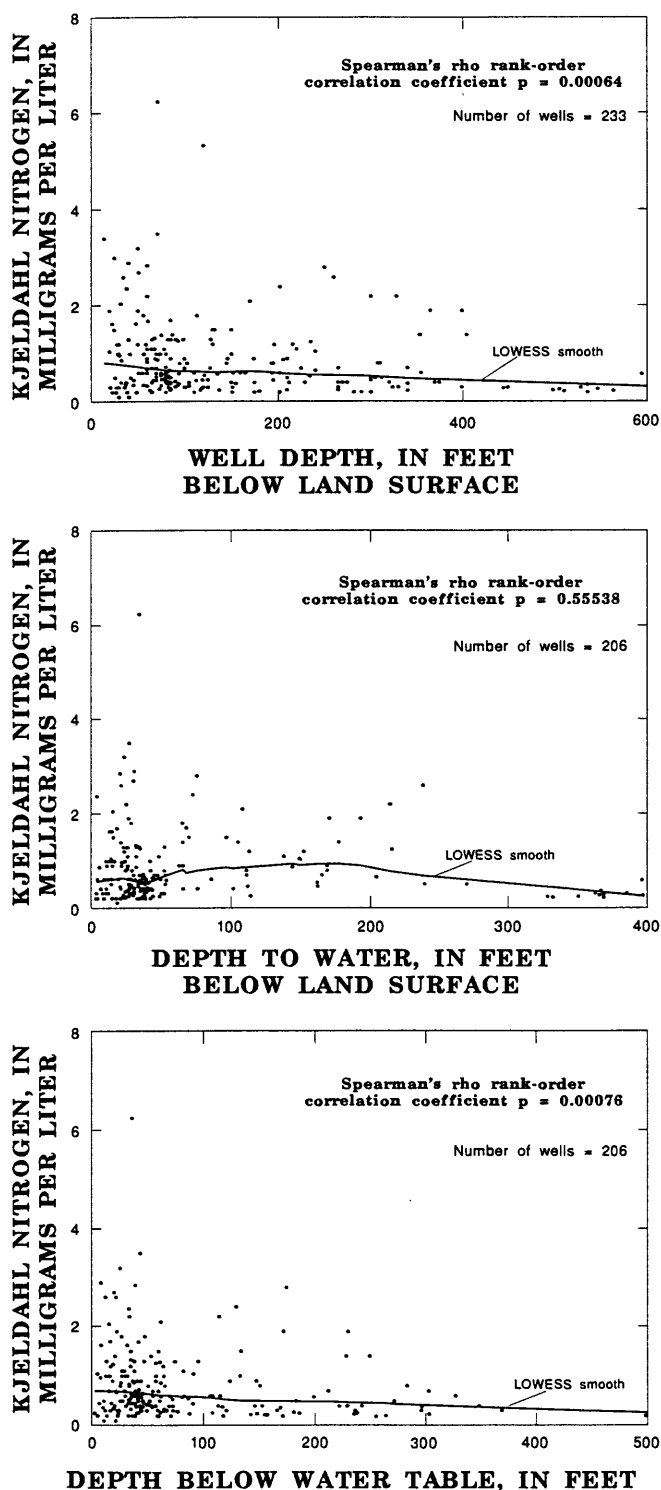 KJELDAHL NITROGEN, IN
MILLIGRAMS PER LITER
8
6
4
2
0
Spearman's rho rank-order
correlation coefficient p = 0.00064
Number of wells = 233
LOWESS smooth
0 200 400 600
WELL DEPTH, IN FEET
BELOW LAND SURFACE
KJELDAHL NITROGEN, IN
MILLIGRAMS PER LITER
8
6
4
2
0
Spearman's rho rank-order
correlation coefficient p = 0.55538
Number of wells = 206
LOWESS smooth
0 100 200 300 400
DEPTH TO WATER, IN FEET
BELOW LAND SURFACE
KJELDAHL NITROGEN, IN
MILLIGRAMS PER LITER
8
6
4
2
0
Spearman's rho rank-order
correlation coefficient p = 0.00076
Number of wells = 206
LOWESS smooth
0 100 200 300 400 500
DEPTH BELOW WATER TABLE, IN FEET